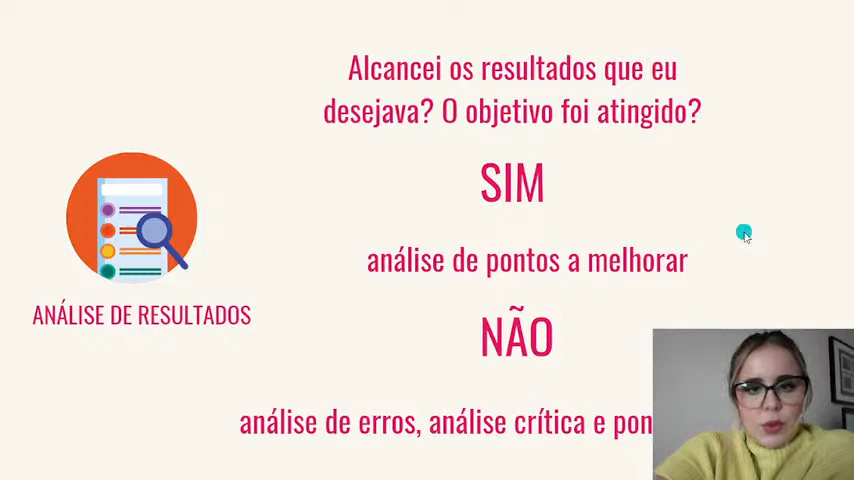 Alcancei os resultados que eu
desejava? O objetivo foi atingido?
SIM
análise de pontos a melhorar
NÃO
ANÁLISE DE RESULTADOS
análise de erros, análise crítica e